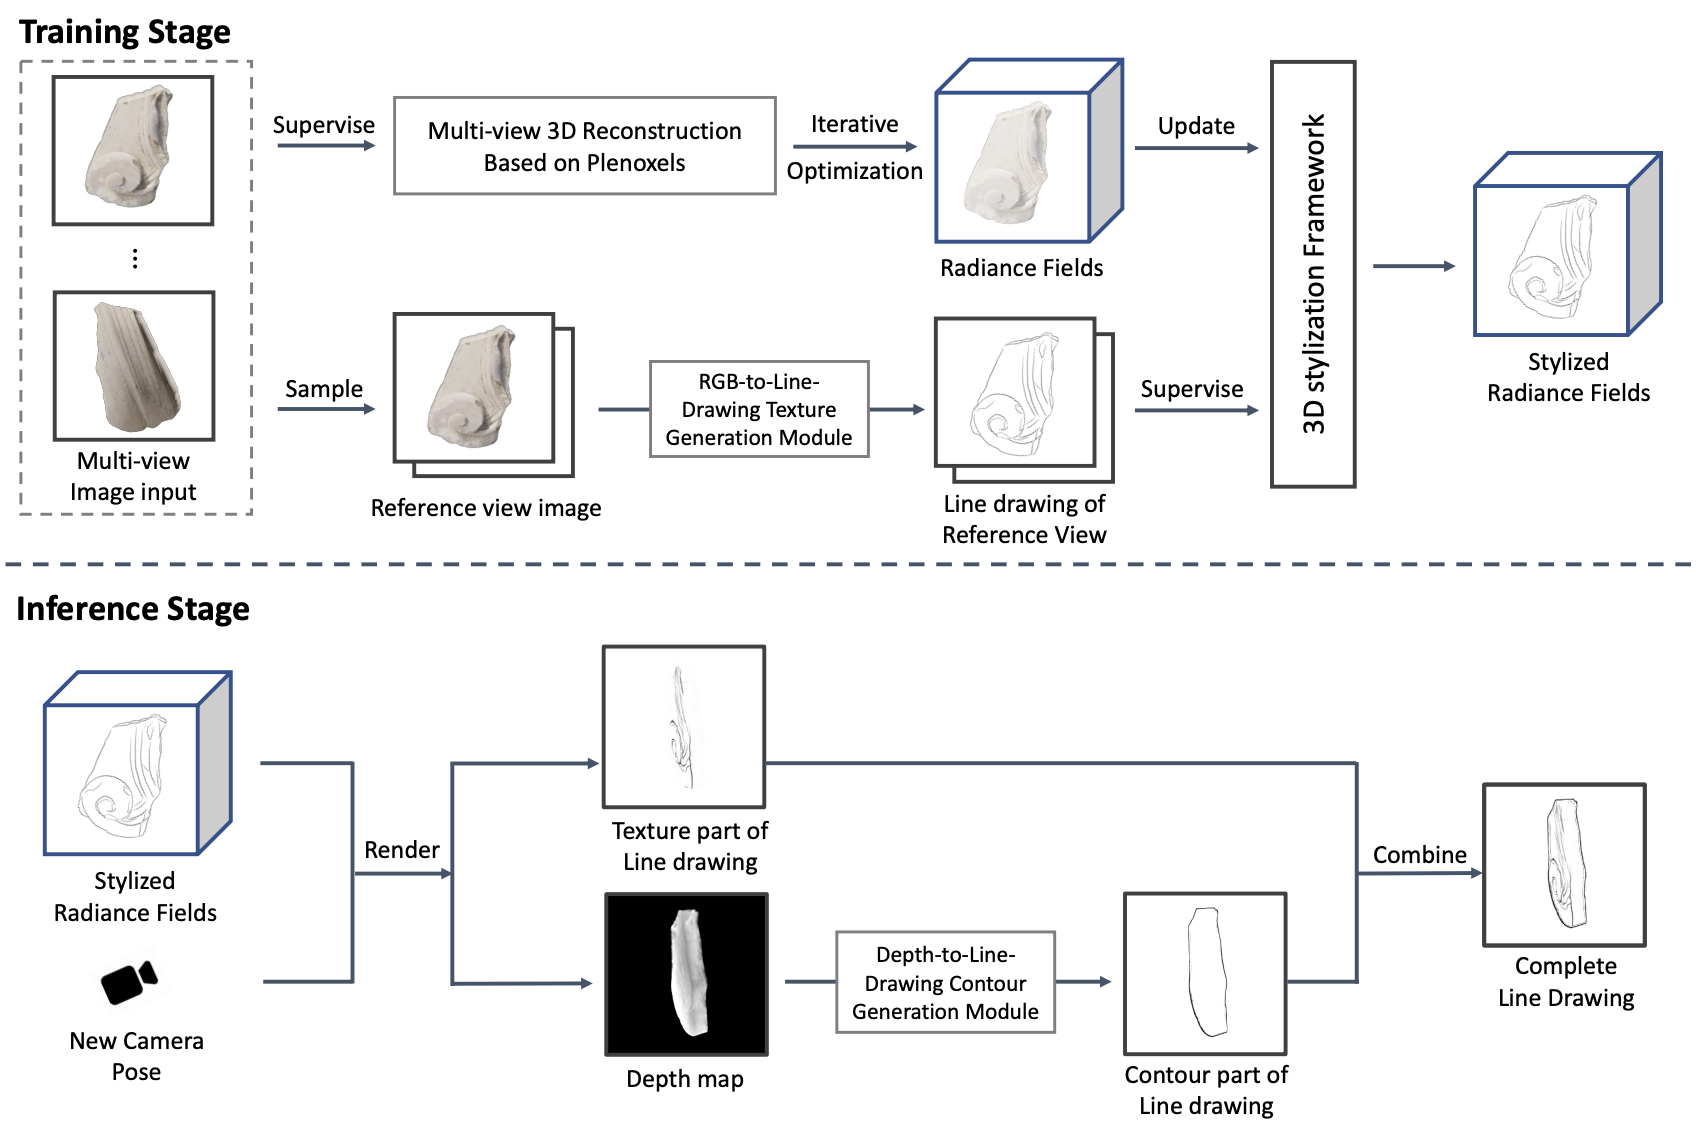 Training Stage
Supervise
Multi-view 3D Reconstruction
Based on Plenoxels
Iterative
Optimization
Radiance Fields
Update
3D stylization Framework
Stylized
Radiance Fields
⋮
Multi-view
Image input
Sample
Reference view image
RGB-to-Line-
Drawing Texture
Generation Module
Line drawing of
Reference View
Supervise
Inference Stage
Stylized
Radiance Fields
New Camera
Pose
Render
Texture part of
Line drawing
Depth map
Depth-to-Line-
Drawing Contour
Generation Module
Contour part of
Line drawing
Combine
Complete
Line Drawing